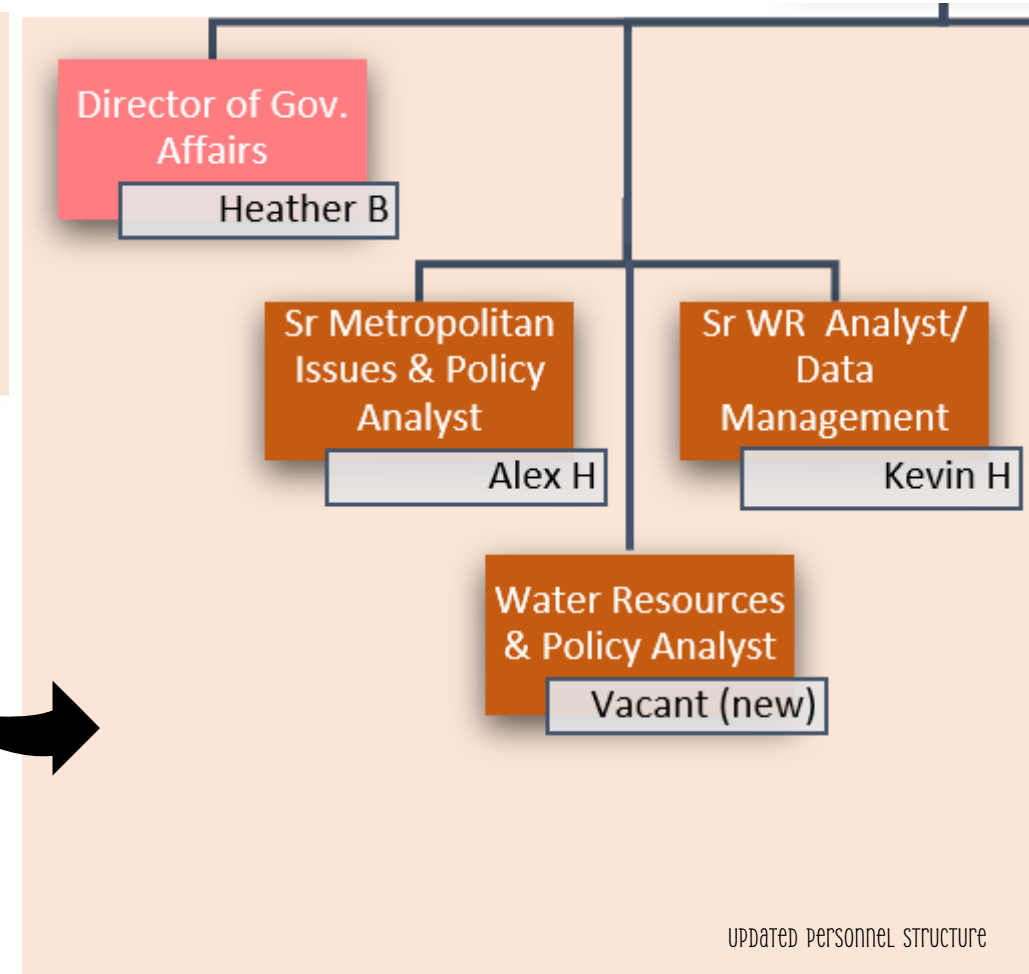 Director of Gov.
Affairs
Heather B
Sr Metropolitan
Issues & Policy
Analyst
Alex H
Sr WR Analyst/
Data
Management
Kevin H
Water Resources
& Policy Analyst
Vacant (new)
UPDATED PERSONNEL STRUCTURE